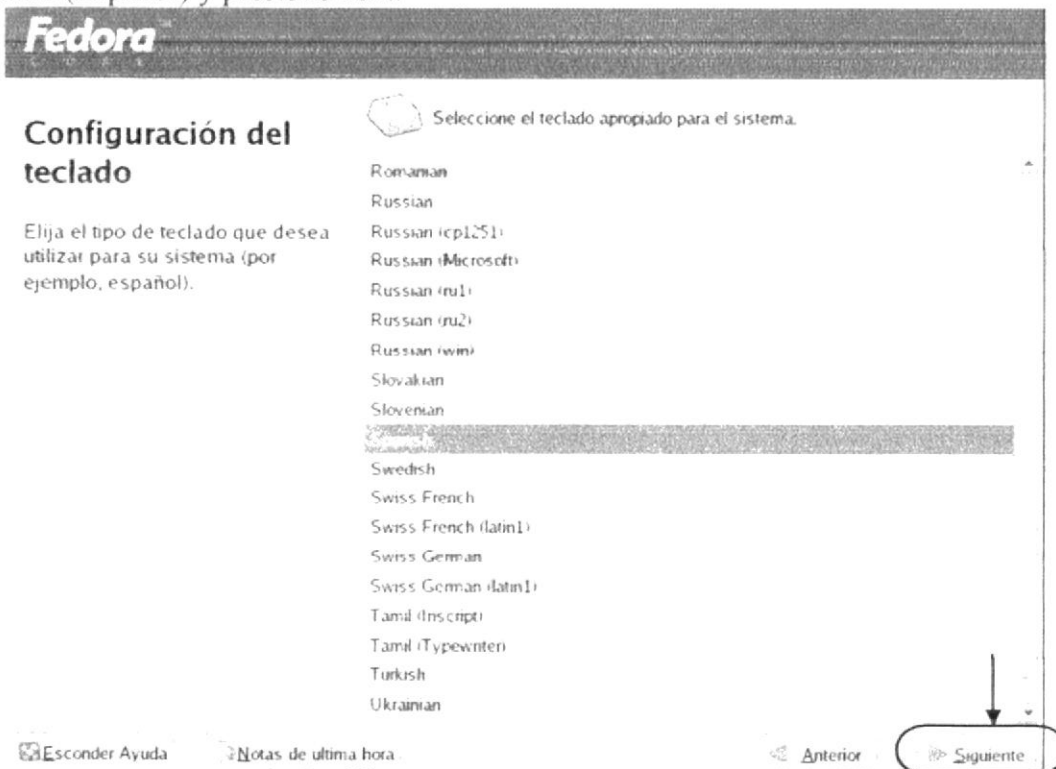 Fedora
CORE
Configuración del
teclado
Elija el tipo de teclado que desea
utilizar para su sistema (por
ejemplo, español).
Seleccione el teclado apropiado para el sistema.
Romanian
Russian
Russian (cp1251)
Russian (Microsoft)
Russian (ru1)
Russian (ru2)
Russian (win)
Slovakian
Slovenian
Swedish
Swiss French
Swiss French (latin1)
Swiss German
Swiss German (latin1)
Tamil (Inscript)
Tamil (Typewriter)
Turkish
Ukrainian
Esconder Ayuda
Notas de ultima hora
Anterior
Siguiente